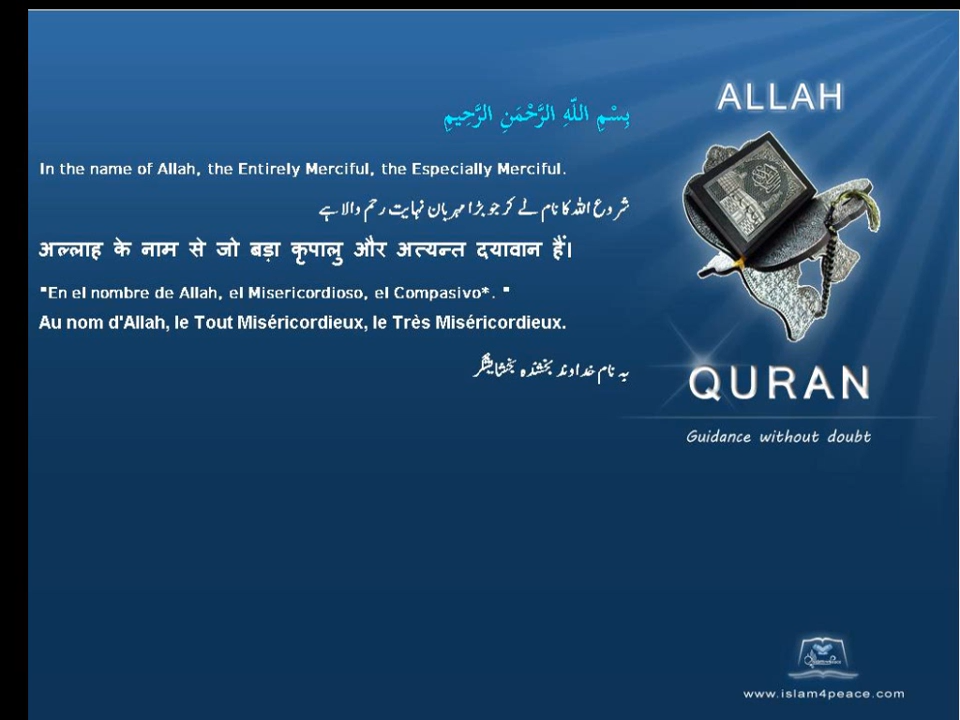 بِسْمِ اللّهِ الرَّحْمَنِ الرَّحِيمِ
In the name of Allah, the Entirely Merciful, the Especially Merciful.
شروع اللہ کا نام لے کر جو بڑا مہربان نہایت رحم والا ہے
अल्लाह के नाम से जो बड़ा कृपालु और अत्यन्त दयावान हैं।
"En el nombre de Allah, el Misericordioso, el Compasivo*. "
Au nom d'Allah, le Tout Miséricordieux, le Très Miséricordieux.
به نام خداوند بخشنده بخشایشگر
ALLAH
QURAN
Guidance without doubt
www.islam4peace.com